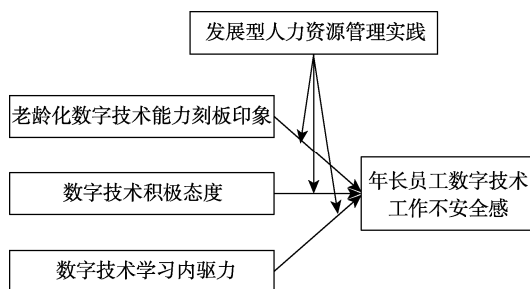 发展型人力资源管理实践
老龄化数字技术能力刻板印象
数字技术积极态度
年长员工数字技术
工作不安全感
数字技术学习内驱力